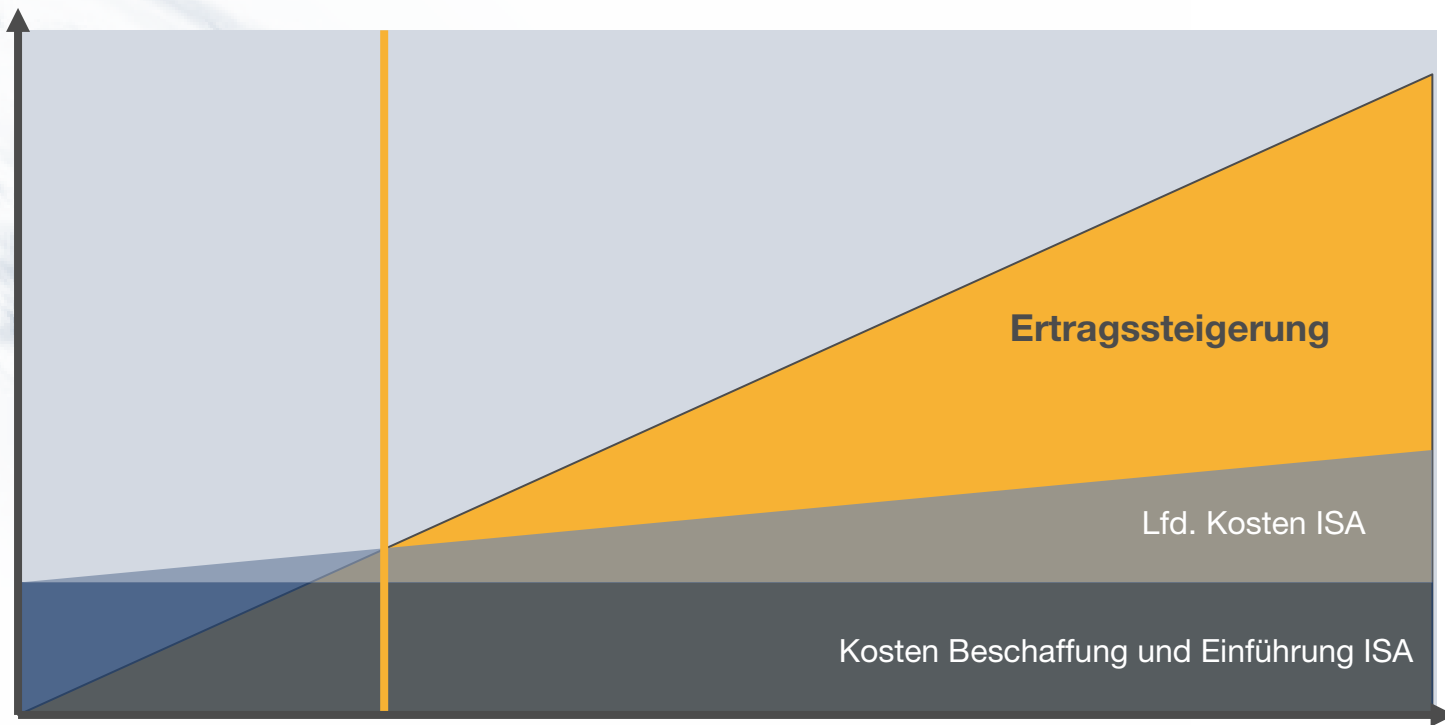 Ertragssteigerung
Lfd. Kosten ISA
Kosten Beschaffung und Einführung ISA